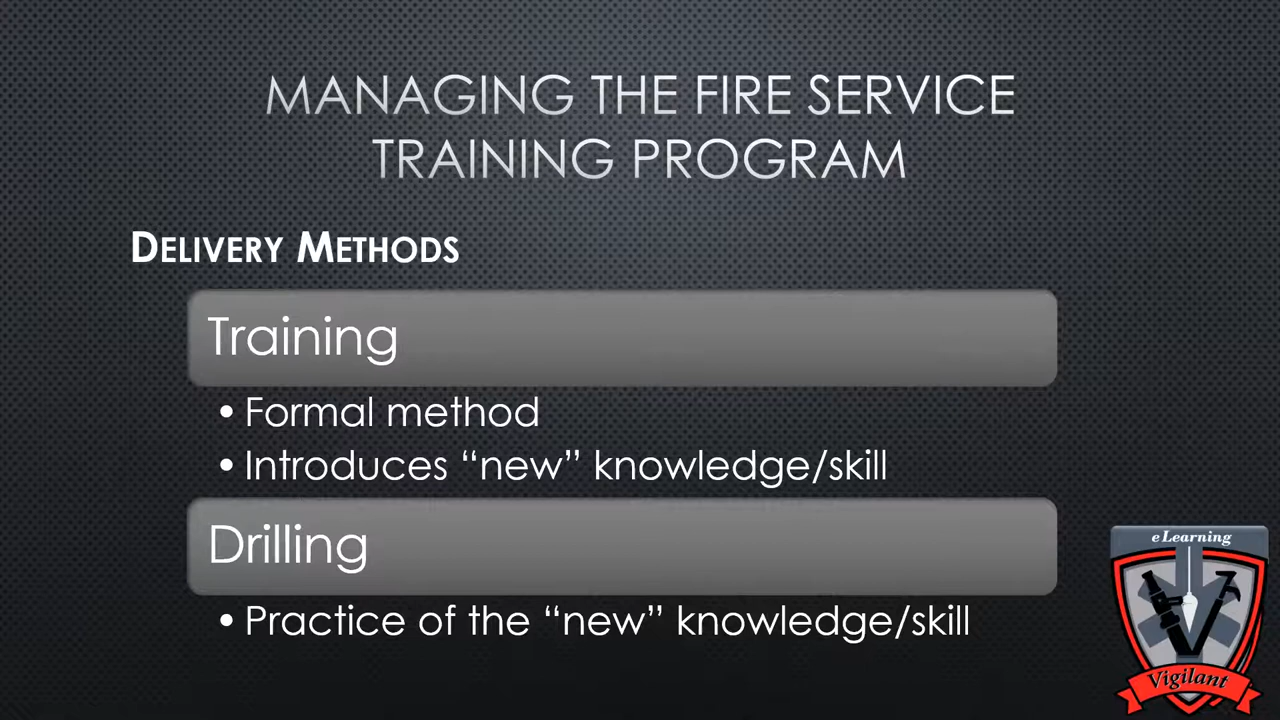 MANAGING THE FIRE SERVICE
TRAINING PROGRAM
DELIVERY METHODS
Training
• Formal method
• Introduces “new” knowledge/skill
Drilling
• Practice of the “new” knowledge/skill
eLearning
V
Vigilant